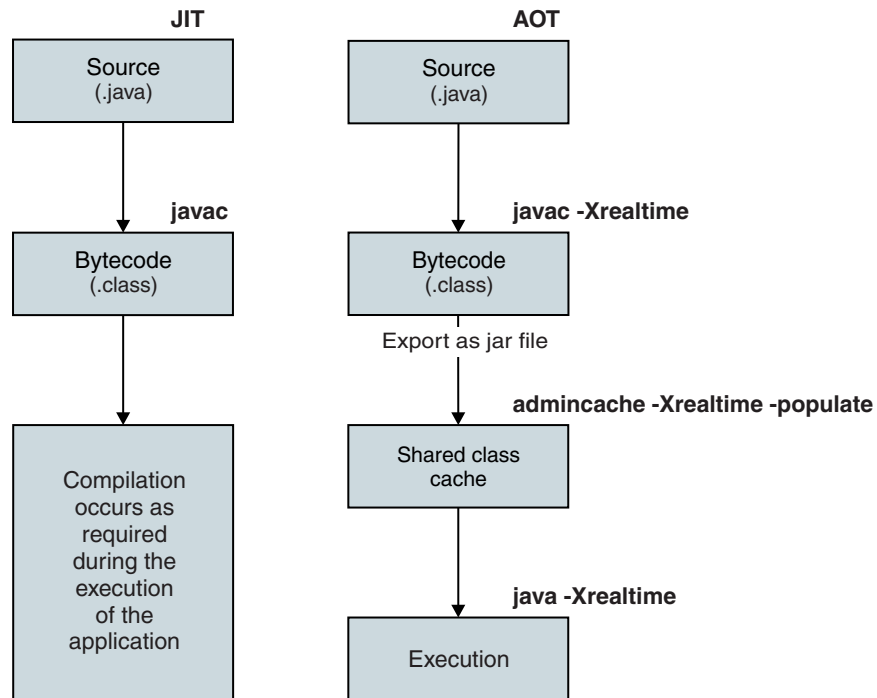 JIT
Source
(.java)
javac
Bytecode
(.class)
Compilation
occurs as
required
during the
execution
of the
application
AOT
Source
(.java)
javac -Xrealtime
Bytecode
(.class)
Export as jar file
admincache -Xrealtime -populate
Shared class
cache
java -Xrealtime
Execution